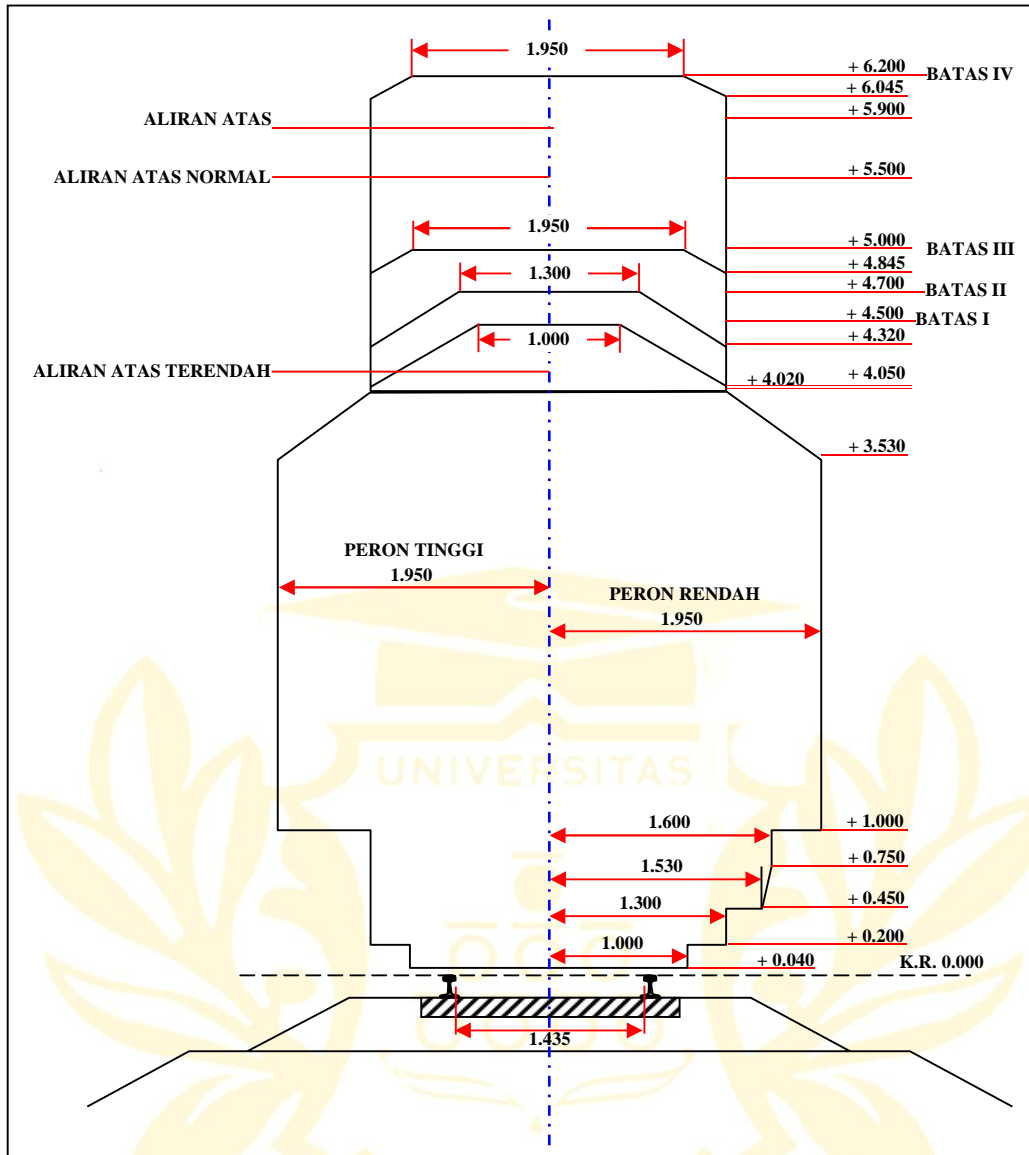 1.950
+ 6.200
BATAS IV
+ 6.045
+ 5.900
ALIRAN ATAS
ALIRAN ATAS NORMAL
+ 5.500
1.950
+ 5.000
BATAS III
+ 4.845
1.300
+ 4.700
BATAS II
+ 4.500
BATAS I
+ 4.320
1.000
ALIRAN ATAS TERENDAH
+ 4.020
+ 4.050
+ 3.530
PERON TINGGI
1.950
PERON RENDAH
1.950
UNIVERSITAS
1.600
+ 1.000
+ 0.750
1.530
+ 0.450
1.300
+ 0.200
1.000
+ 0.040
K.R. 0.000
1.435